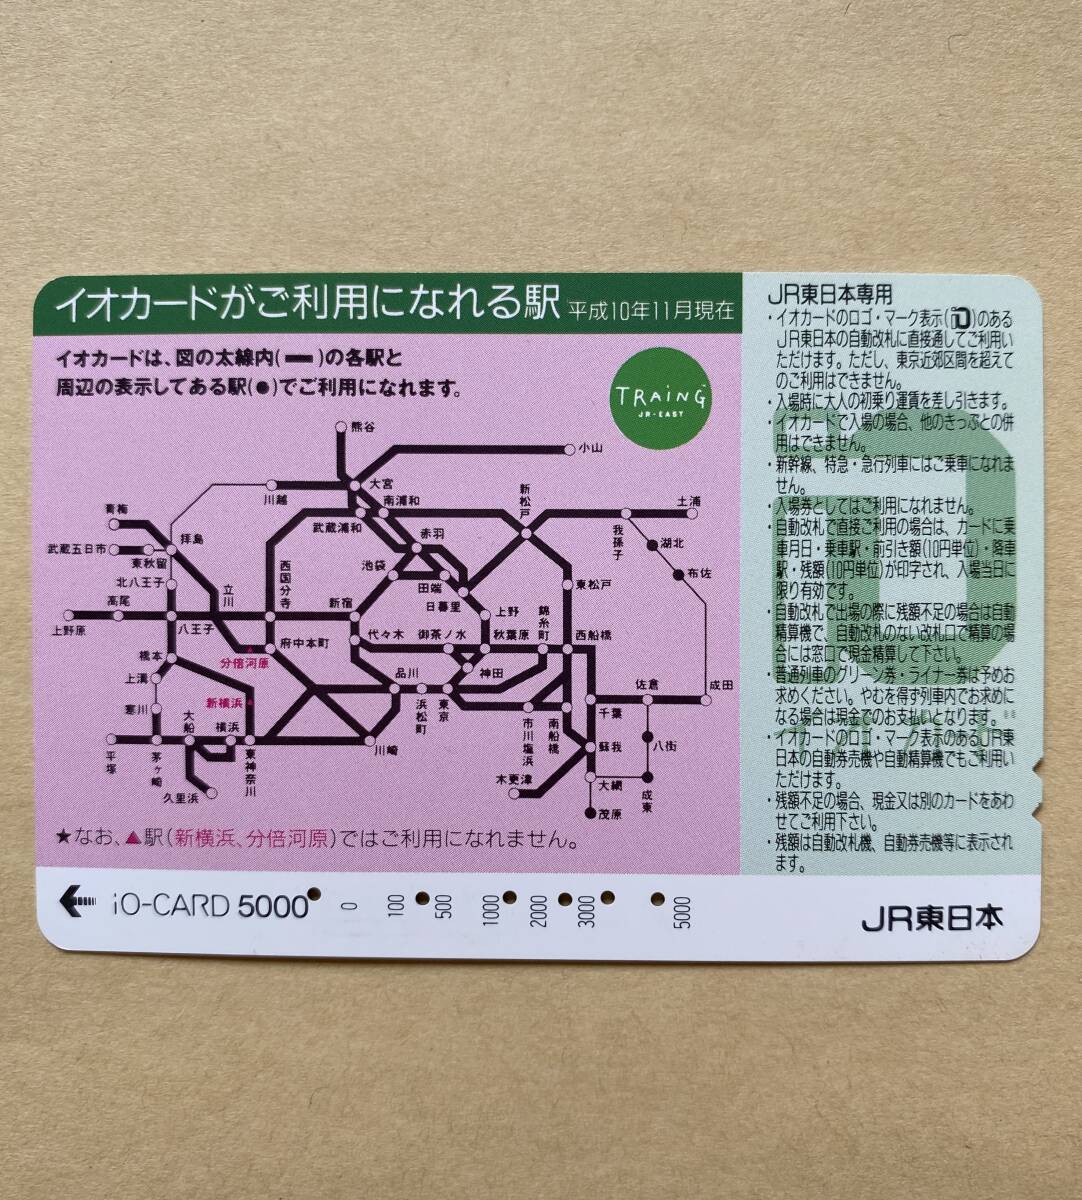 イオカードがご利用になれる駅 平成10年11月現在
イオカードは、図の太線内(━)の各駅と
周辺の表示してある駅(●)でご利用になれます。
TRAiNG
JR-EAST
熊谷
小山
川越
大宮
南浦和
新松戸
土浦
青梅
武蔵浦和
赤羽
我孫子
湖北
拝島
武蔵五日市
東秋留
西国分寺
池袋
田端
布佐
北八王子
立川
日暮里
東松戸
高尾
新宿
上野
錦糸町
上野原
八王子
府中本町
代々木
御茶ノ水
秋葉原
西船橋
橋本
分倍河原
神田
上溝
品川
佐倉
成田
新横浜
寒川
大船
横浜
浜松町
東京
市川塩浜
南船橋
千葉
蘇我
八街
平塚
茅ヶ崎
東神奈川
川崎
久里浜
木更津
大網
成東
茂原
★なお、▲駅(新横浜、分倍河原)ではご利用になれません。
JR東日本専用
・イオカードのロゴ・マーク表示(iO)のある
JR東日本の自動改札に直接通してご利用い
ただけます。ただし、東京近郊区間を超えて
のご利用はできません。
・入場時に大人の初乗り運賃を差し引きます。
・イオカードで入場の場合、他のきっぷとの併
用はできません。
・新幹線、特急・急行列車にはご乗車になれま
せん。
・入場券としてはご利用になれません。
・自動改札で直接ご利用の場合は、カードに乗
車月日・乗車駅・前引き額(10円単位)・降車
駅・残額(10円単位)が印字され、入場当日に
限り有効です。
・自動改札で出場の際に残額不足の場合は自動
精算機で、自動改札のない改札口で精算の場
合には窓口で現金精算して下さい。
・普通列車のグリーン券・ライナー券は予めお
求めください。やむを得ず列車内でお求めに
なる場合は現金でのお支払いとなります。
・イオカードのロゴ・マーク表示のあるJR東
日本の自動券売機や自動精算機でもご利用い
ただけます。
・残額不足の場合、現金又は別のカードをあわ
せてご利用下さい。
・残額は自動改札機、自動券売機等に表示され
ます。
iO-CARD 5000 0 100 500 1000 2000 3000 5000 JR東日本